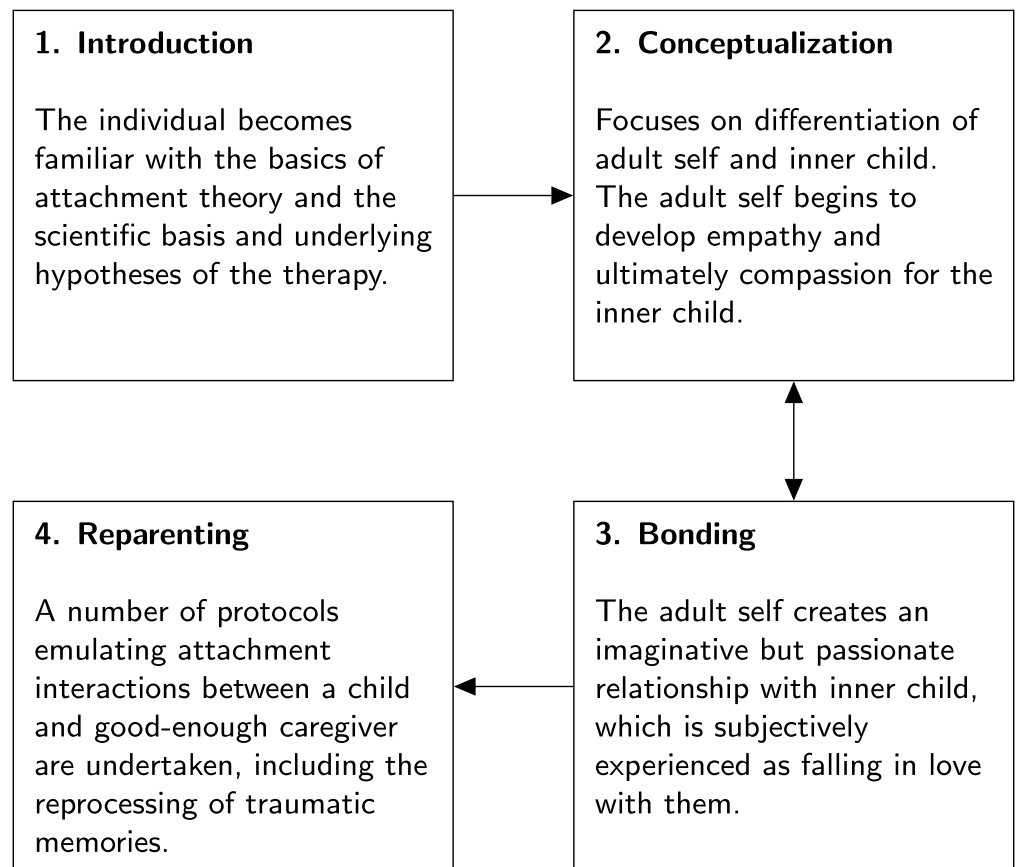 1. Introduction
The individual becomes
familiar with the basics of
attachment theory and the
scientific basis and underlying
hypotheses of the therapy.
2. Conceptualization
Focuses on differentiation of
adult self and inner child.
The adult self begins to
develop empathy and
ultimately compassion for the
inner child.
3. Bonding
The adult self creates an
imaginative but passionate
relationship with inner child,
which is subjectively
experienced as falling in love
with them.
4. Reparenting
A number of protocols
emulating attachment
interactions between a child
and good-enough caregiver
are undertaken, including the
reprocessing of traumatic
memories.